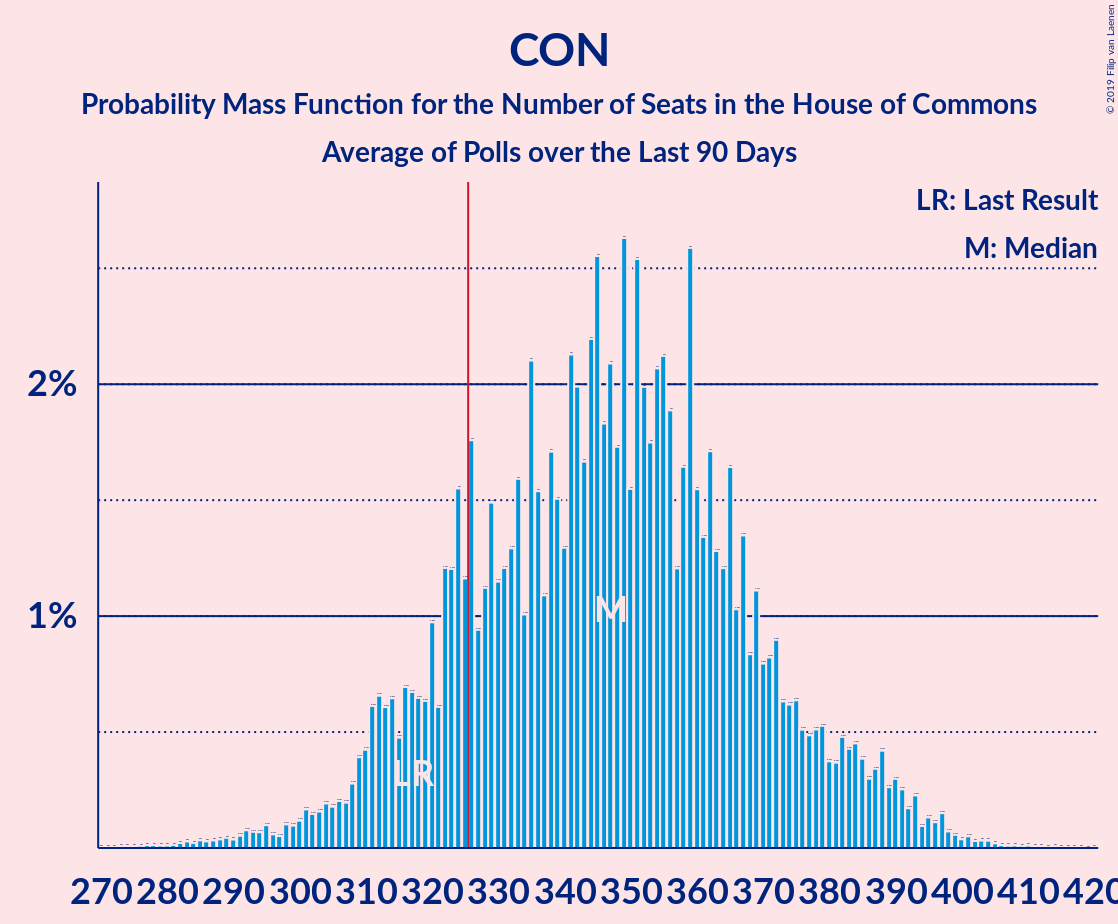 CON
Probability Mass Function for the Number of Seats in the House of Commons
Average of Polls over the Last 90 Days
© 2019 Filip van Laenen
LR: Last Result
M: Median
2%
1%
M
LR
270 280 290 300 310 320 330 340 350 360 370 380 390 400 410 420